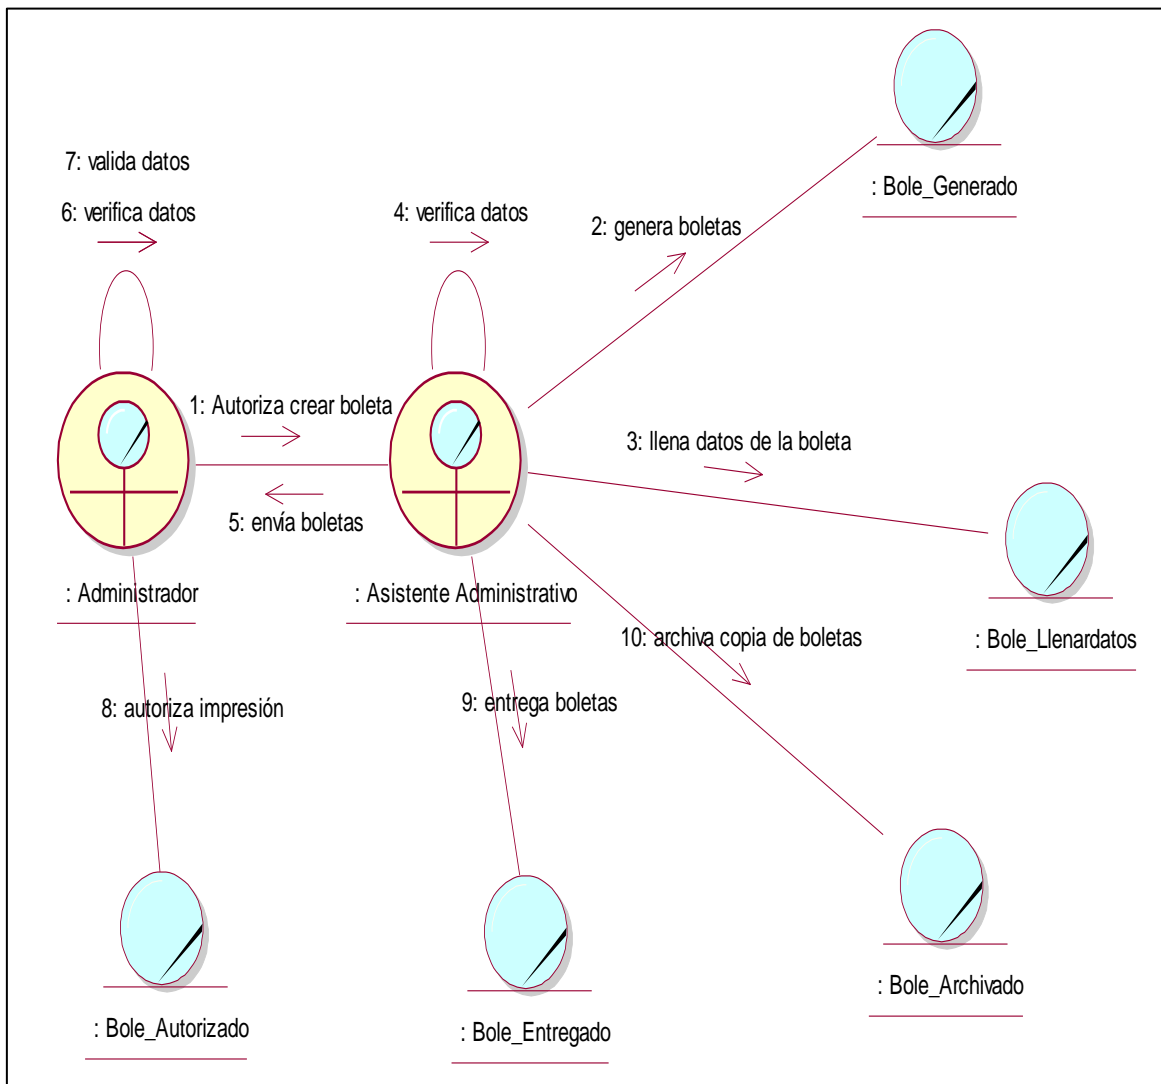 : Bole_Generado
7: valida datos
6: verifica datos
4: verifica datos
2: genera boletas
1: Autoriza crear boleta
3: llena datos de la boleta
5: envía boletas
: Administrador
: Asistente Administrativo
: Bole_Llenardatos
10: archiva copia de boletas
8: autoriza impresión
9: entrega boletas
: Bole_Archivado
: Bole_Autorizado
: Bole_Entregado